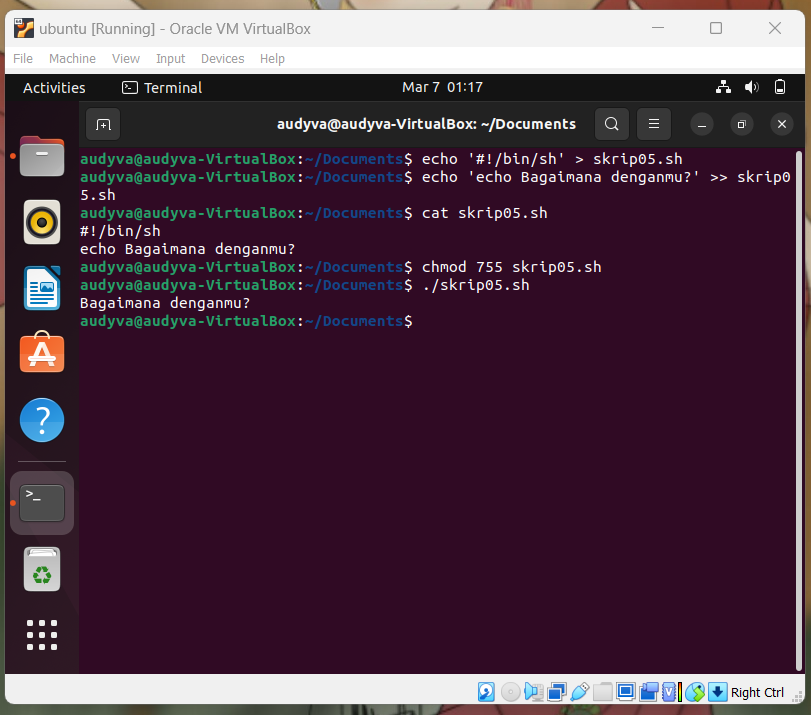 ubuntu [Running] - Oracle VM VirtualBox
File Machine View Input Devices Help
Activities Terminal Mar 7 01:17
audyva@audyva-VirtualBox: ~/Documents
audyva@audyva-VirtualBox:~/Documents$ echo '#!/bin/sh' > skrip05.sh
audyva@audyva-VirtualBox:~/Documents$ echo 'echo Bagaimana denganmu?' >> skrip0
5.sh
audyva@audyva-VirtualBox:~/Documents$ cat skrip05.sh
#!/bin/sh
echo Bagaimana denganmu?
audyva@audyva-VirtualBox:~/Documents$ chmod 755 skrip05.sh
audyva@audyva-VirtualBox:~/Documents$ ./skrip05.sh
Bagaimana denganmu?
audyva@audyva-VirtualBox:~/Documents$
Right Ctrl